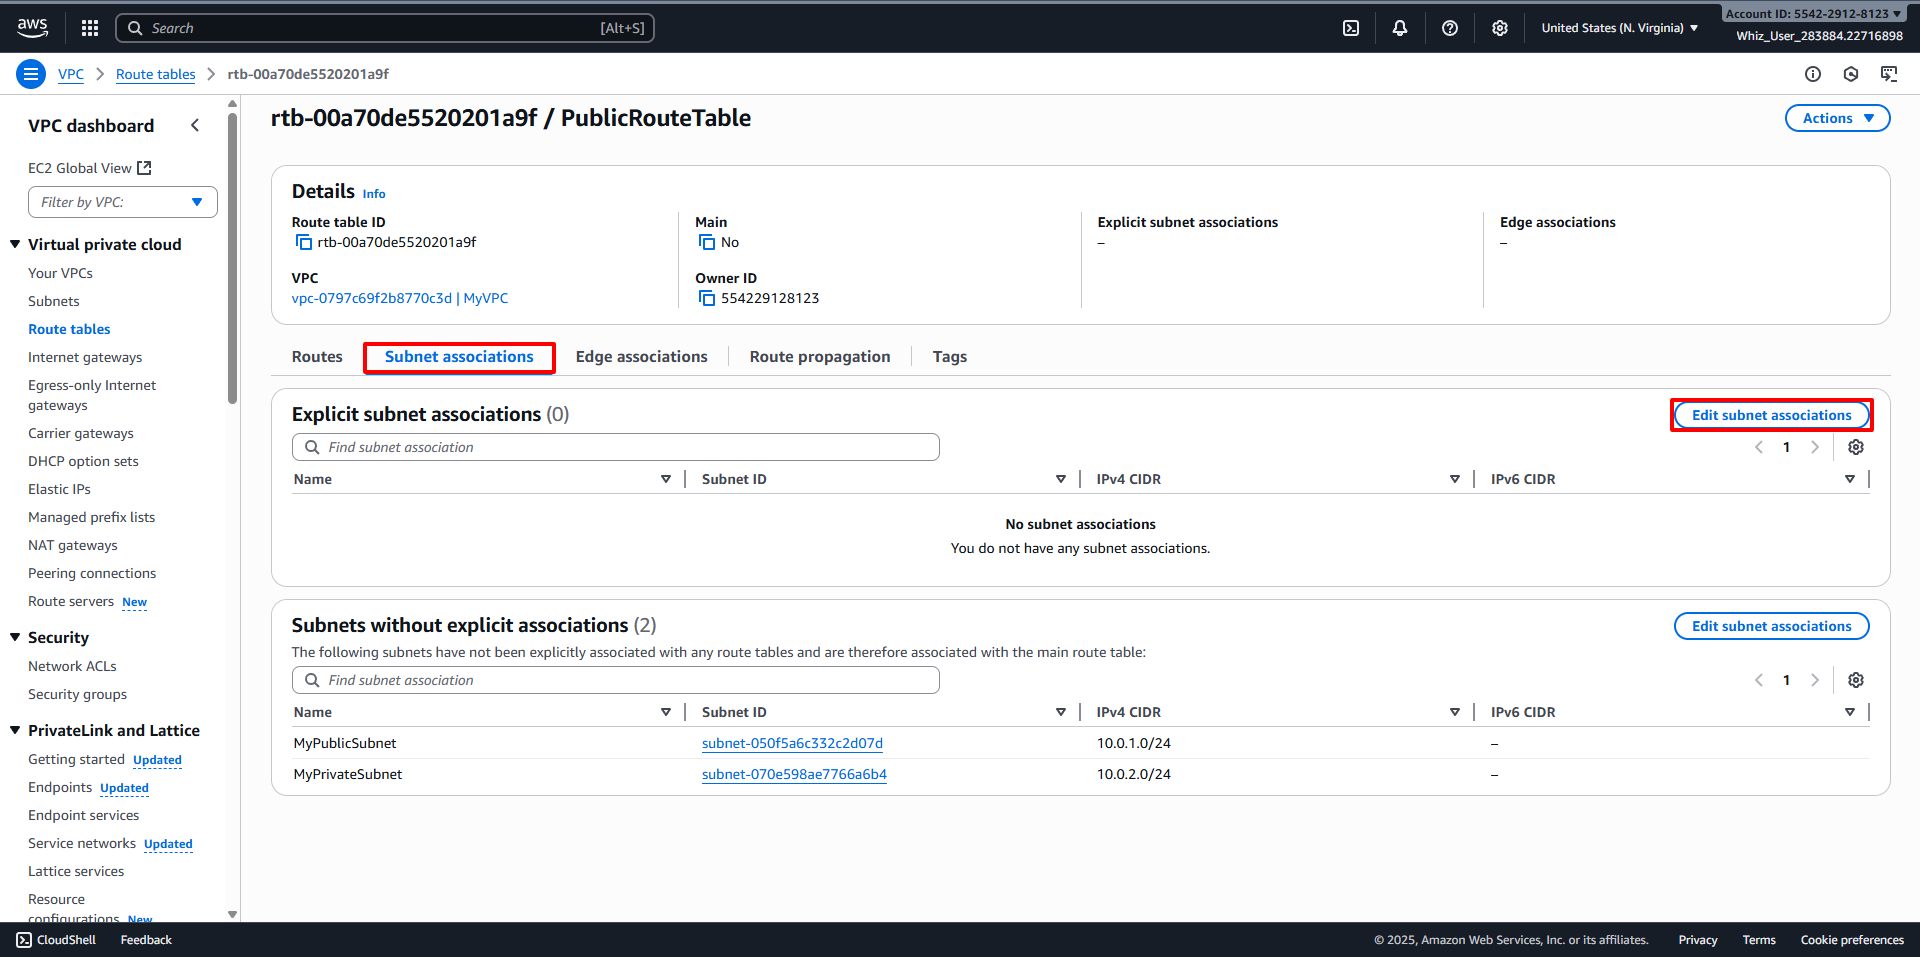 aws
Search [Alt+S]
United States (N. Virginia)
Account ID: 5542-2912-8123
Whiz_User_283884.22716898
VPC Route tables rtb-00a70de5520201a9f
VPC dashboard
EC2 Global View
Filter by VPC:
Virtual private cloud
Your VPCs
Subnets
Route tables
Internet gateways
Egress-only Internet
gateways
Carrier gateways
DHCP option sets
Elastic IPs
Managed prefix lists
NAT gateways
Peering connections
Route servers New
Security
Network ACLs
Security groups
PrivateLink and Lattice
Getting started Updated
Endpoints Updated
Endpoint services
Service networks Updated
Lattice services
Resource
configurations New
rtb-00a70de5520201a9f / PublicRouteTable
Actions
Details Info
Route table ID
rtb-00a70de5520201a9f
Main
No
Explicit subnet associations
–
Edge associations
–
VPC
vpc-0797c69f2b8770c3d | MyVPC
Owner ID
554229128123
Routes Subnet associations Edge associations Route propagation Tags
Explicit subnet associations (0)
Edit subnet associations
Find subnet association
1
Name Subnet ID IPv4 CIDR IPv6 CIDR
No subnet associations
You do not have any subnet associations.
Subnets without explicit associations (2)
Edit subnet associations
The following subnets have not been explicitly associated with any route tables and are therefore associated with the main route table:
Find subnet association
1
Name Subnet ID IPv4 CIDR IPv6 CIDR
MyPublicSubnet subnet-050f5a6c332c2d07d 10.0.1.0/24 –
MyPrivateSubnet subnet-070e598ae7766a6b4 10.0.2.0/24 –
CloudShell Feedback
© 2025, Amazon Web Services, Inc. or its affiliates. Privacy Terms Cookie preferences